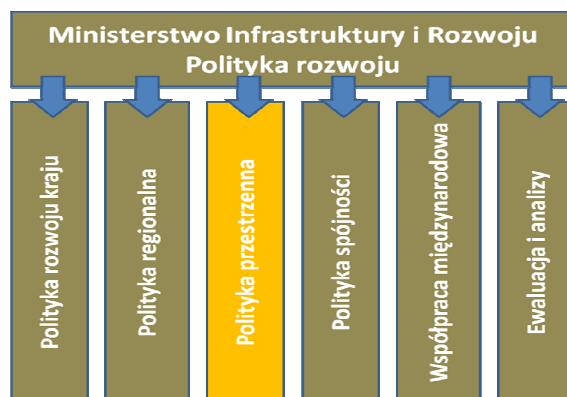 Ministerstwo Infrastruktury i Rozwoju
Polityka rozwoju
Polityka rozwoju kraju
Polityka regionalna
Polityka przestrzenna
Polityka spójności
Współpraca międzynarodowa
Ewaluacja i analizy